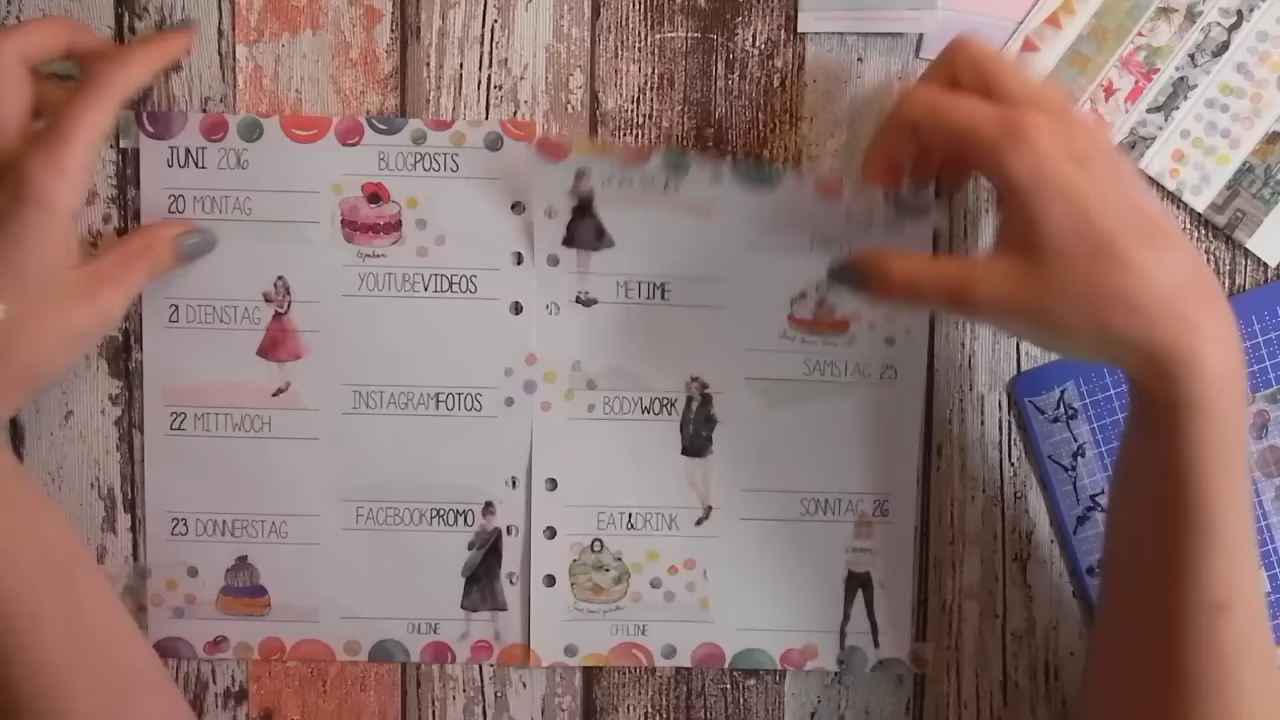 JUNI 2016
20 MONTAG
21 DIENSTAG
22 MITTWOCH
23 DONNERSTAG
BLOGPOSTS
YOUTUBEVIDEOS
INSTAGRAMFOTOS
FACEBOOKPROMO
ONLINE
METIME
BODYWORK
EAT&DRINK
OFFLINE
SAMSTAG 25
SONNTAG 26